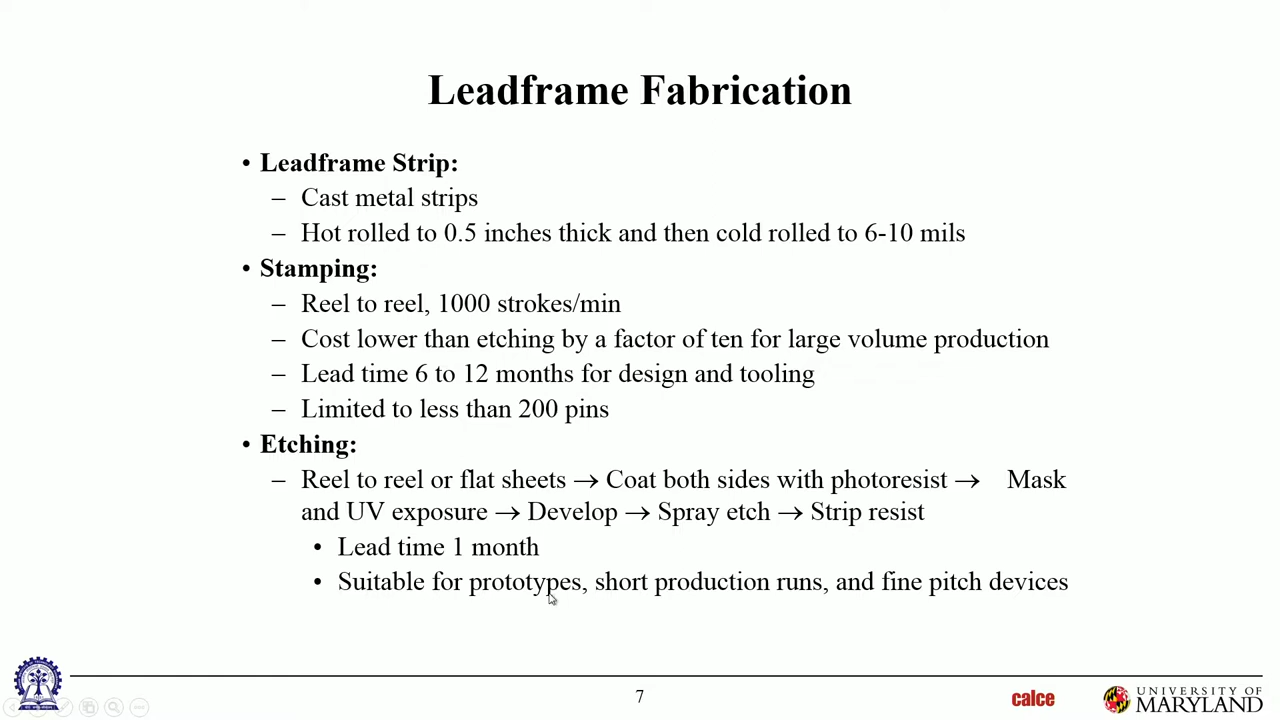 Leadframe Fabrication
• Leadframe Strip:
– Cast metal strips
– Hot rolled to 0.5 inches thick and then cold rolled to 6-10 mils
• Stamping:
– Reel to reel, 1000 strokes/min
– Cost lower than etching by a factor of ten for large volume production
– Lead time 6 to 12 months for design and tooling
– Limited to less than 200 pins
• Etching:
– Reel to reel or flat sheets → Coat both sides with photoresist → Mask
and UV exposure → Develop → Spray etch → Strip resist
• Lead time 1 month
• Suitable for prototypes, short production runs, and fine pitch devices
7
calce
UNIVERSITY OF
MARYLAND